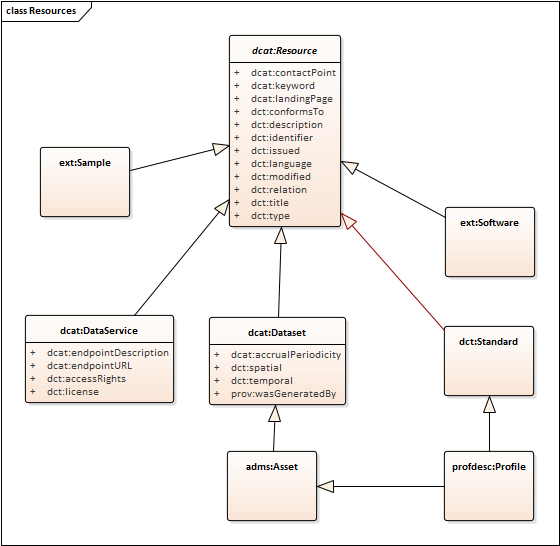 class Resources
dcat:Resource
+ dcat:contactPoint
+ dcat:keyword
+ dcat:landingPage
+ dct:conformsTo
+ dct:description
+ dct:identifier
+ dct:issued
+ dct:language
+ dct:modified
+ dct:relation
+ dct:title
+ dct:type
ext:Sample
ext:Software
dcat:DataService
+ dcat:endpointDescription
+ dcat:endpointURL
+ dct:accessRights
+ dct:license
dcat:Dataset
+ dcat:accrualPeriodicity
+ dct:spatial
+ dct:temporal
+ prov:wasGeneratedBy
dct:Standard
adms:Asset
profdesc:Profile